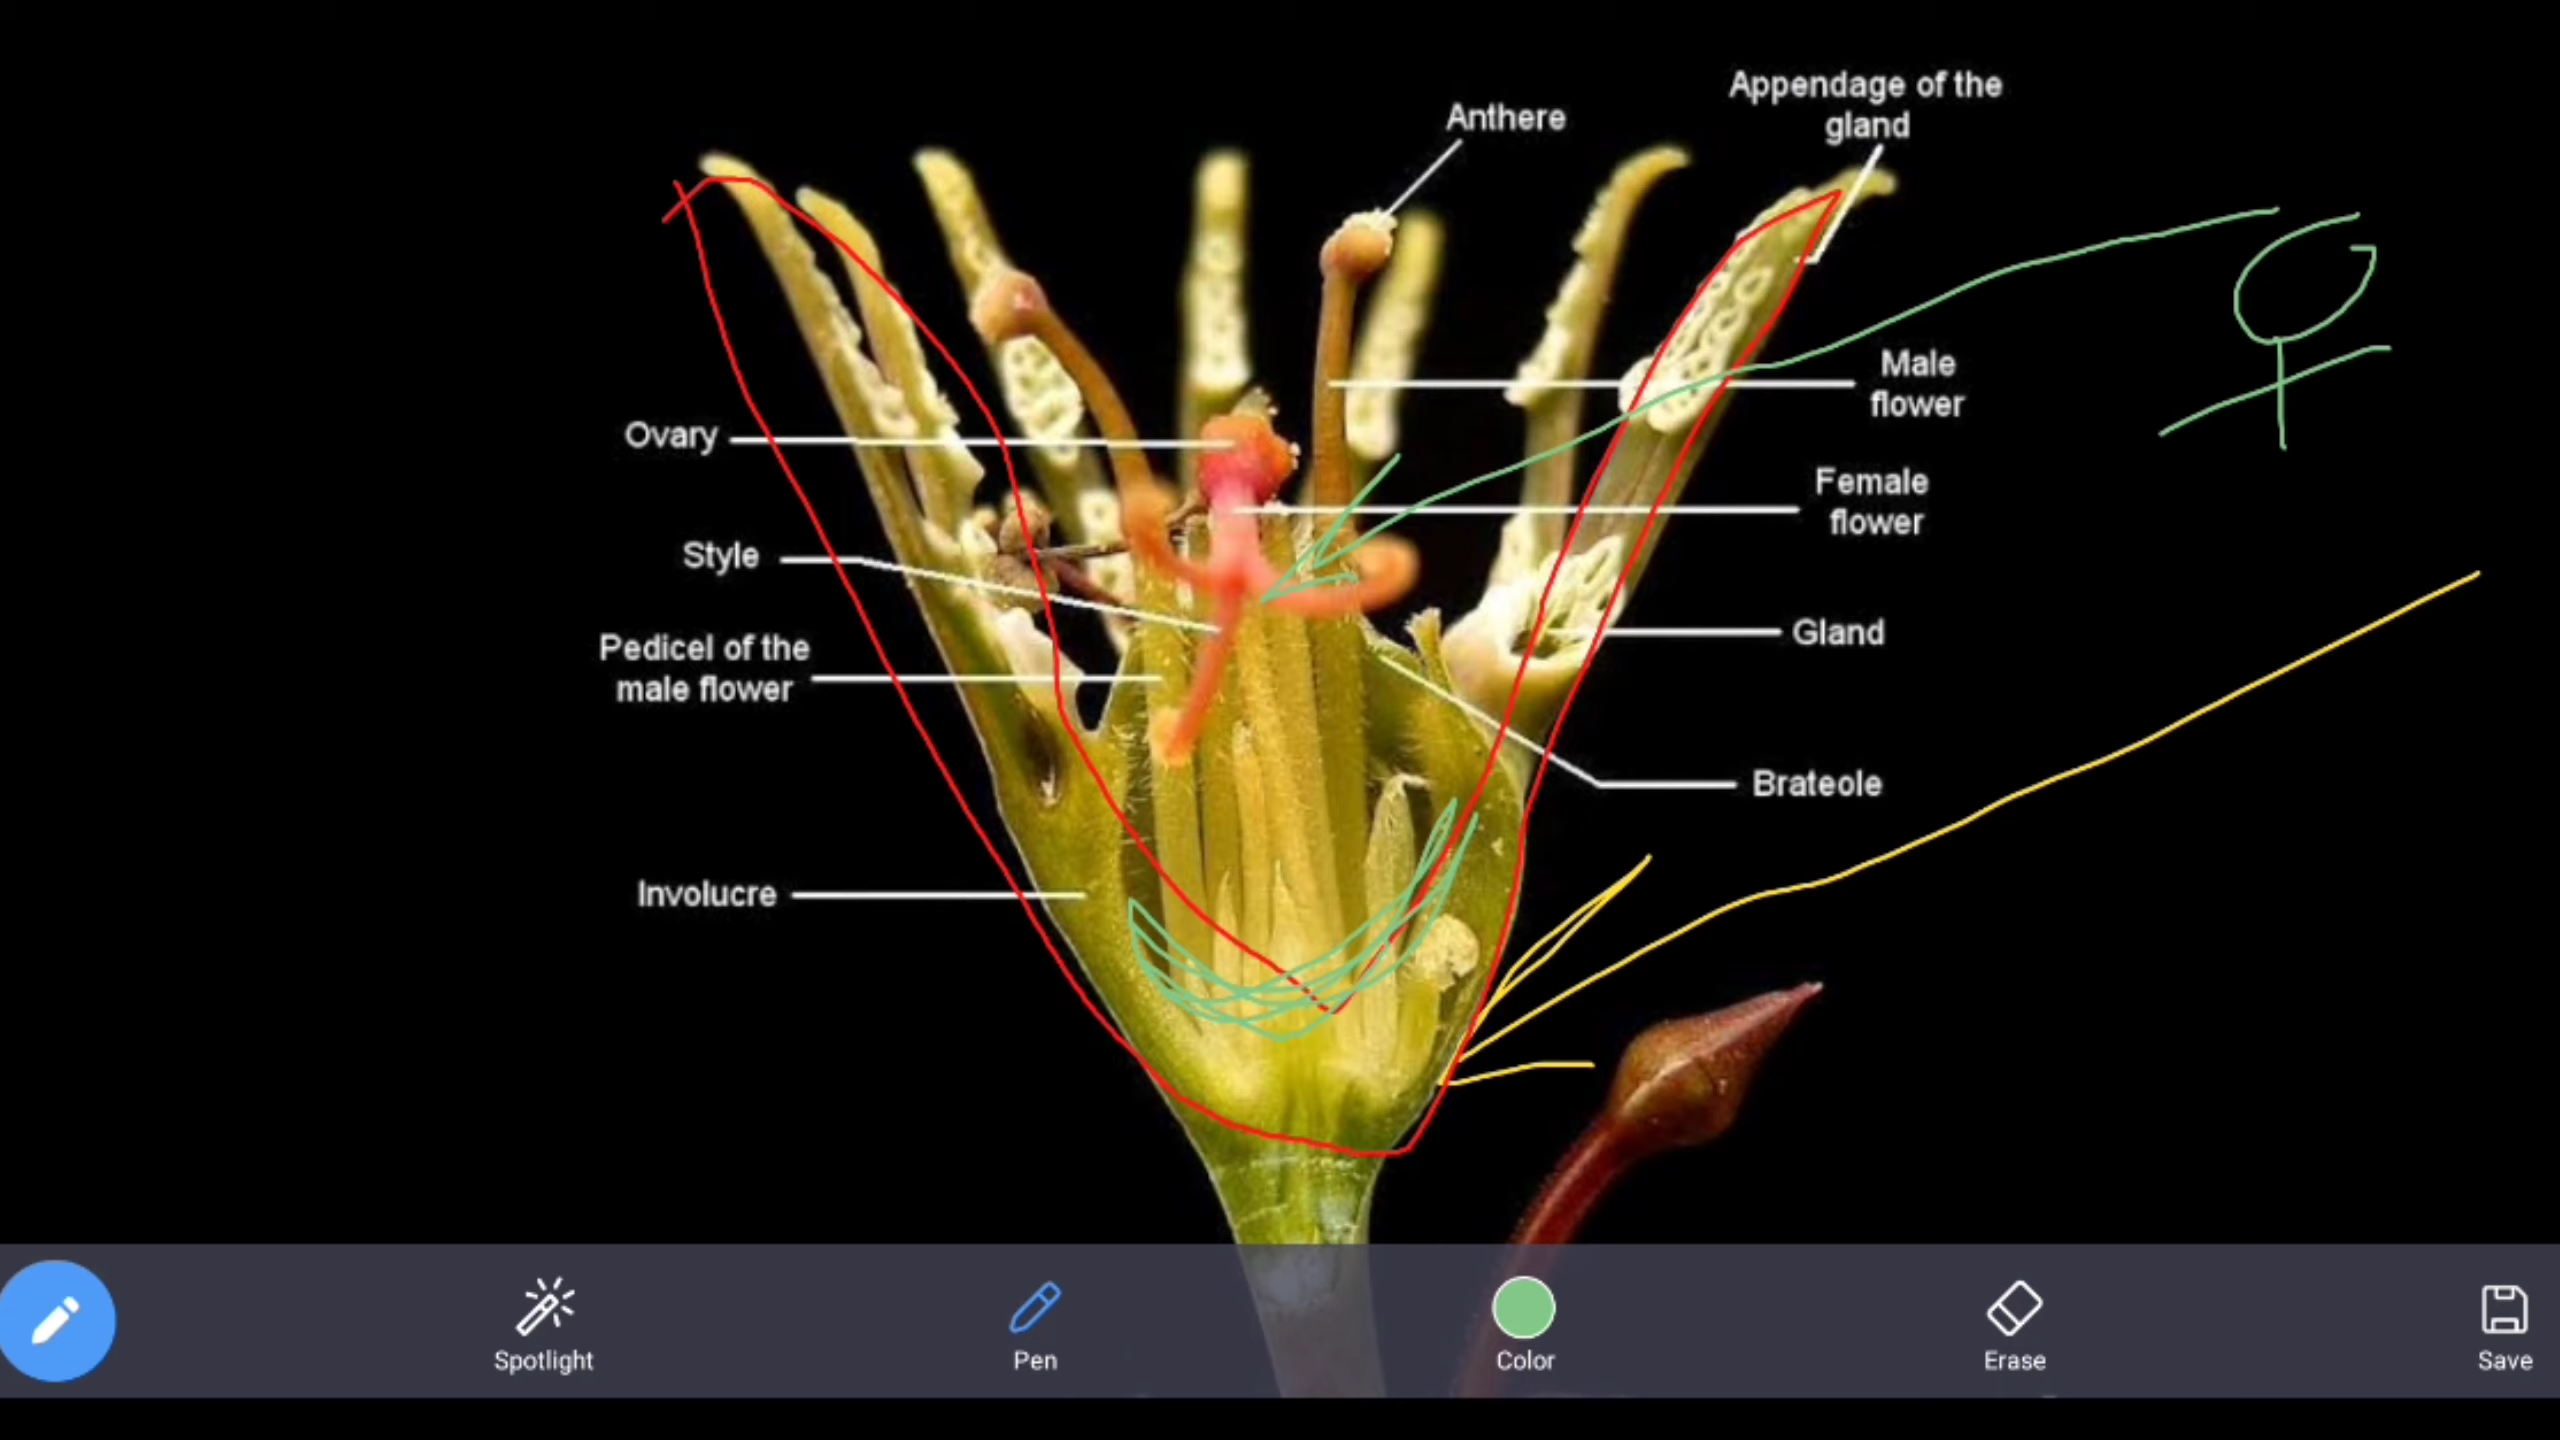 Appendage of the
gland
Anthere
Male
flower
Ovary
Female
flower
Style
Gland
Pedicel of the
male flower
Brateole
Involucre
Spotlight
Pen
Color
Erase
Save